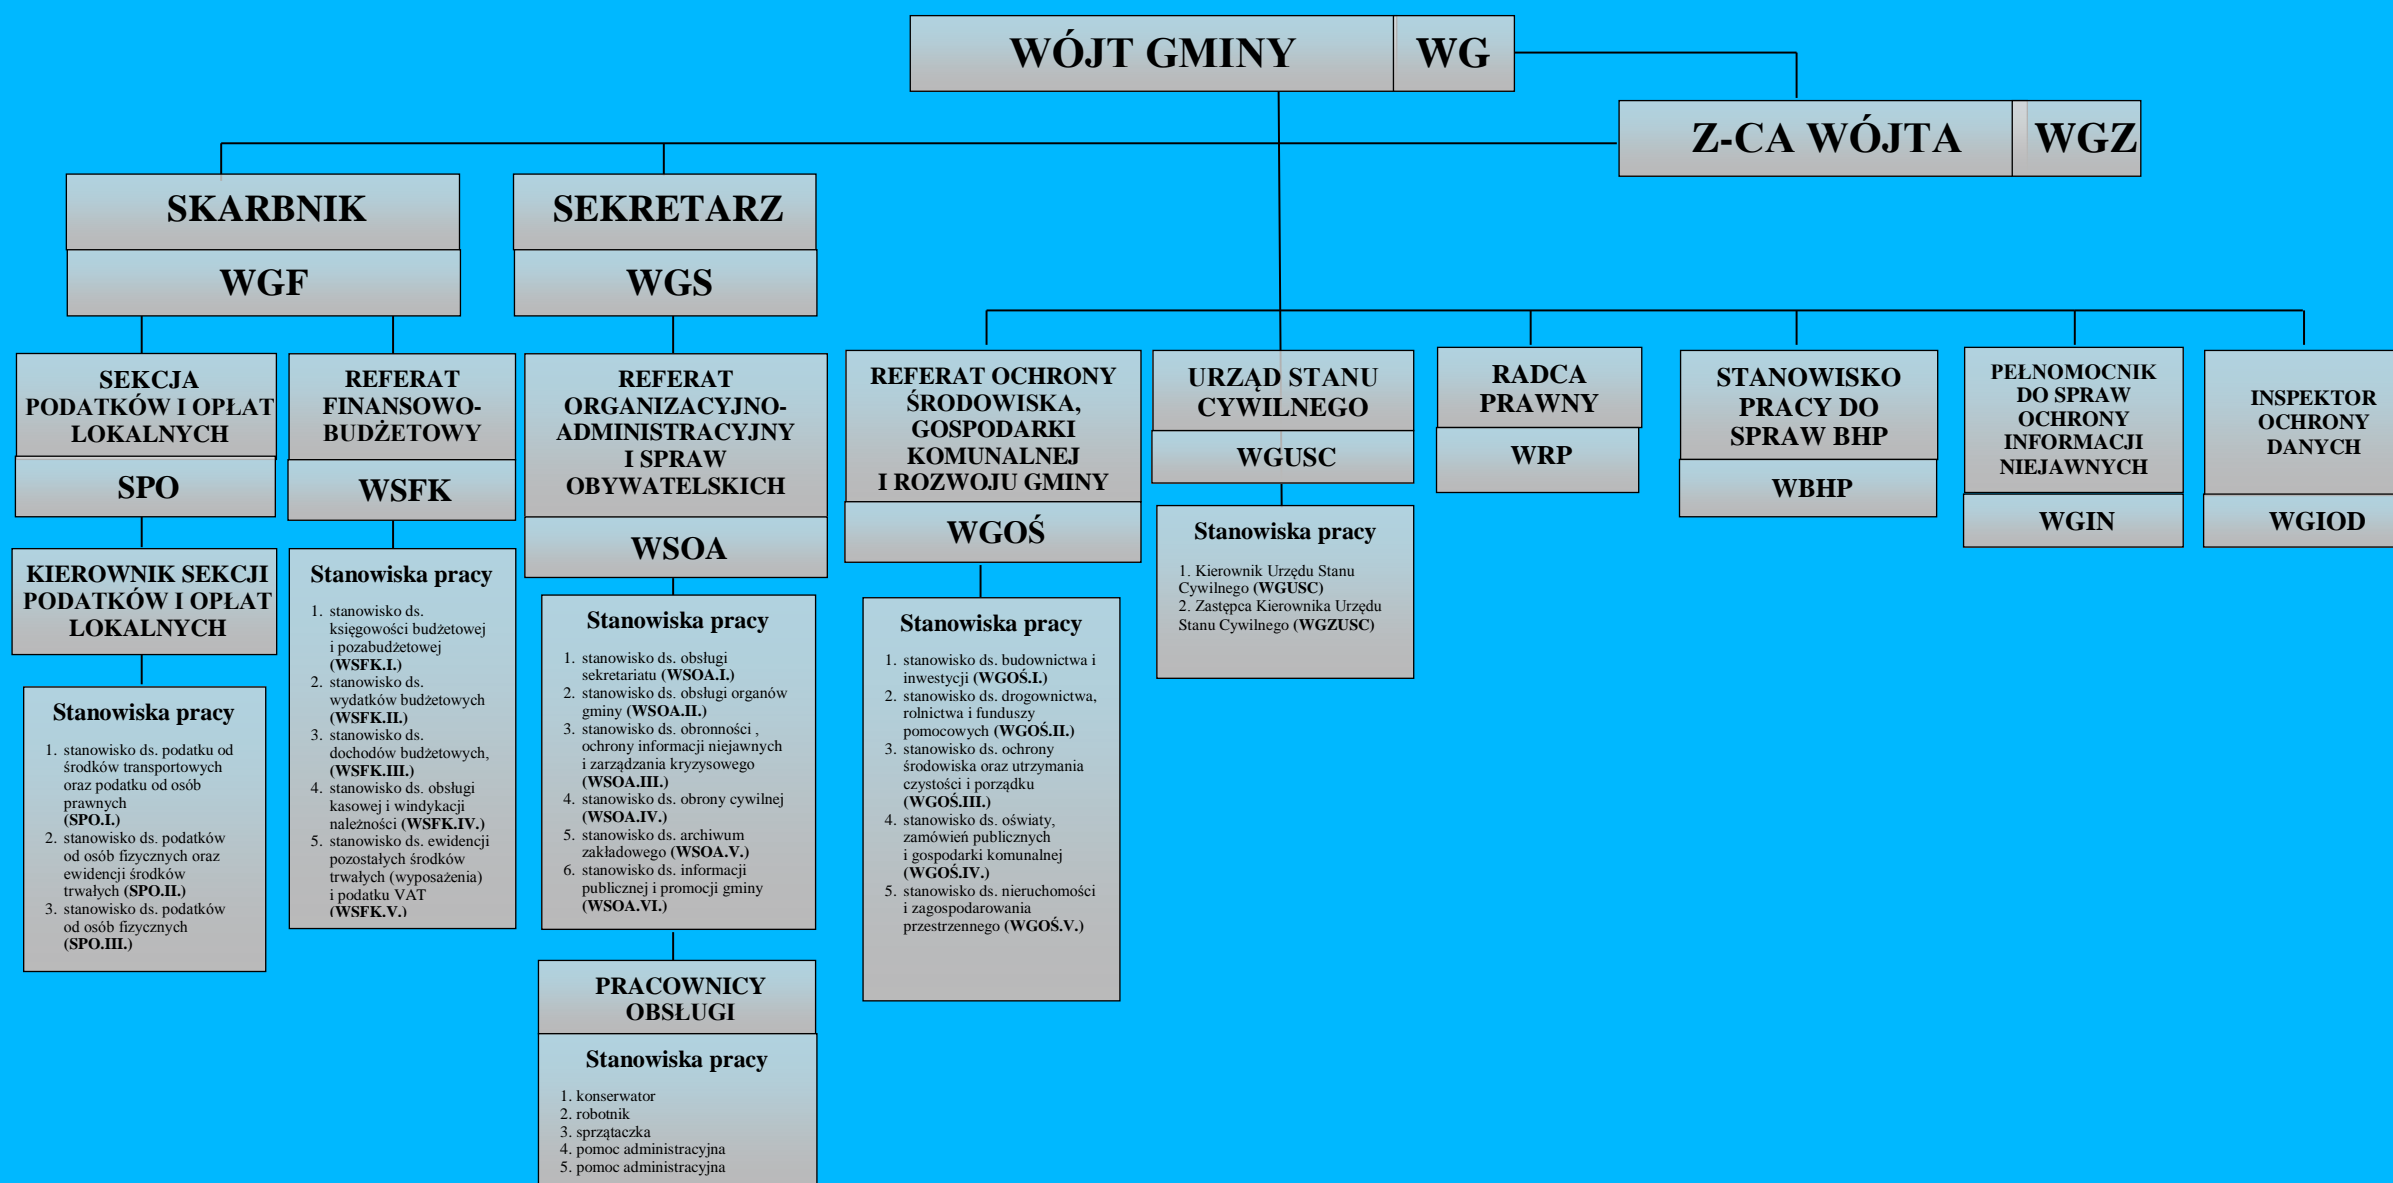 WÓJT GMINY
WG
Z-CA WÓJTA
WGZ
SKARBNIK
WGF
SEKRETARZ
WGS
SEKCJA
PODATKÓW I OPŁAT
LOKALNYCH
SPO
KIEROWNIK SEKCJI
PODATKÓW I OPŁAT
LOKALNYCH
Stanowiska pracy
1. stanowisko ds. podatku od
środków transportowych
oraz podatku od osób
prawnych
(SPO.I.)
2. stanowisko ds. podatków
od osób fizycznych oraz
ewidencji środków
trwałych (SPO.II.)
3. stanowisko ds. podatków
od osób fizycznych
(SPO.III.)
REFERAT
FINANSOWO-
BUDŻETOWY
WSFK
Stanowiska pracy
1. stanowisko ds.
księgowości budżetowej
i pozabudżetowej
(WSFK.I.)
2. stanowisko ds.
wydatków budżetowych
(WSFK.II.)
3. stanowisko ds.
dochodów budżetowych,
(WSFK.III.)
4. stanowisko ds. obsługi
kasowej i windykacji
należności (WSFK.IV.)
5. stanowisko ds. ewidencji
pozostałych środków
trwałych (wyposażenia)
i podatku VAT
(WSFK.V.)
REFERAT
ORGANIZACYJNO-
ADMINISTRACYJNY
I SPRAW
OBYWATELSKICH
WSOA
Stanowiska pracy
1. stanowisko ds. obsługi
sekretariatu (WSOA.I.)
2. stanowisko ds. obsługi organów
gminy (WSOA.II.)
3. stanowisko ds. obronności ,
ochrony informacji niejawnych
i zarządzania kryzysowego
(WSOA.III.)
4. stanowisko ds. obrony cywilnej
(WSOA.IV.)
5. stanowisko ds. archiwum
zakładowego (WSOA.V.)
6. stanowisko ds. informacji
publicznej i promocji gminy
(WSOA.VI.)
PRACOWNICY
OBSŁUGI
Stanowiska pracy
1. konserwator
2. robotnik
3. sprzątaczka
4. pomoc administracyjna
5. pomoc administracyjna
REFERAT OCHRONY
ŚRODOWISKA,
GOSPODARKI
KOMUNALNEJ
I ROZWOJU GMINY
WGOŚ
Stanowiska pracy
1. stanowisko ds. budownictwa i
inwestycji (WGOŚ.I.)
2. stanowisko ds. drogownictwa,
rolnictwa i funduszy
pomocowych (WGOŚ.II.)
3. stanowisko ds. ochrony
środowiska oraz utrzymania
czystości i porządku
(WGOŚ.III.)
4. stanowisko ds. oświaty,
zamówień publicznych
i gospodarki komunalnej
(WGOŚ.IV.)
5. stanowisko ds. nieruchomości
i zagospodarowania
przestrzennego (WGOŚ.V.)
URZĄD STANU
CYWILNEGO
WGUSC
Stanowiska pracy
1. Kierownik Urzędu Stanu
Cywilnego (WGUSC)
2. Zastępca Kierownika Urzędu
Stanu Cywilnego (WGZUSC)
RADCA
PRAWNY
WRP
STANOWISKO
PRACY DO
SPRAW BHP
WBHP
PEŁNOMOCNIK
DO SPRAW
OCHRONY
INFORMACJI
NIEJAWNYCH
WGIN
INSPEKTOR
OCHRONY
DANYCH
WGIOD